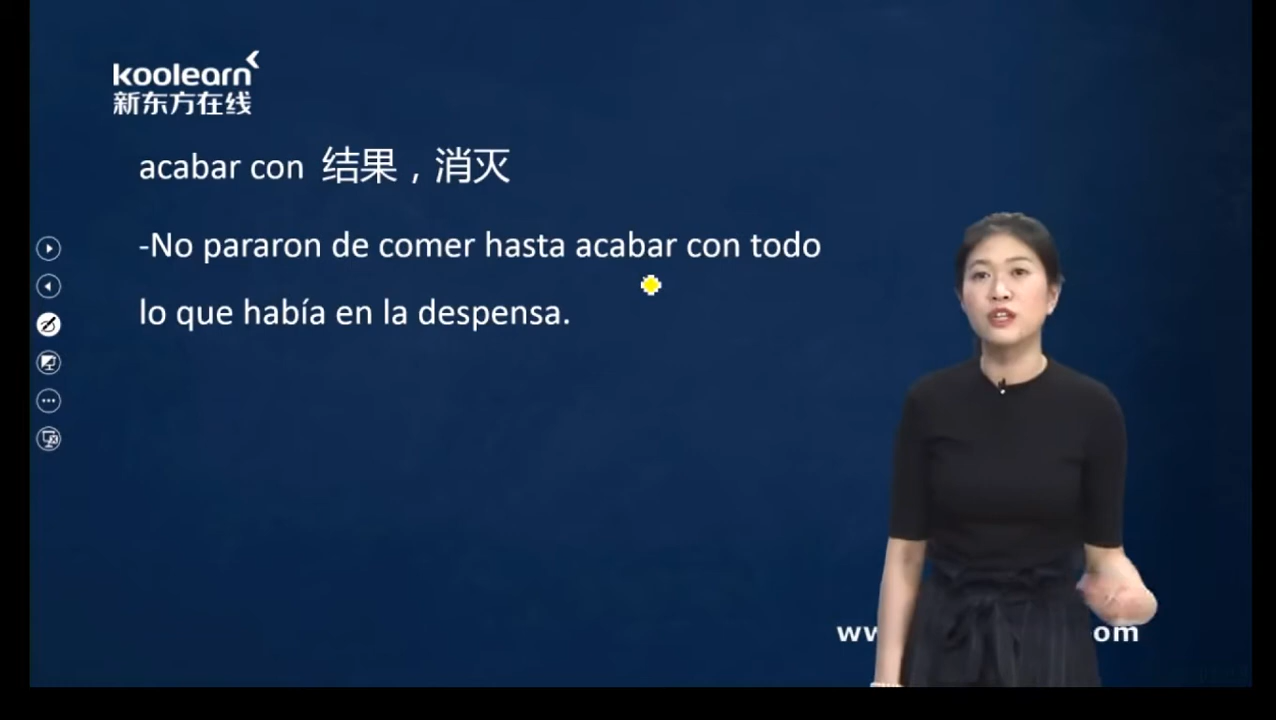 koolearn
新东方在线
acabar con 结果，消灭
-No pararon de comer hasta acabar con todo
lo que había en la despensa.